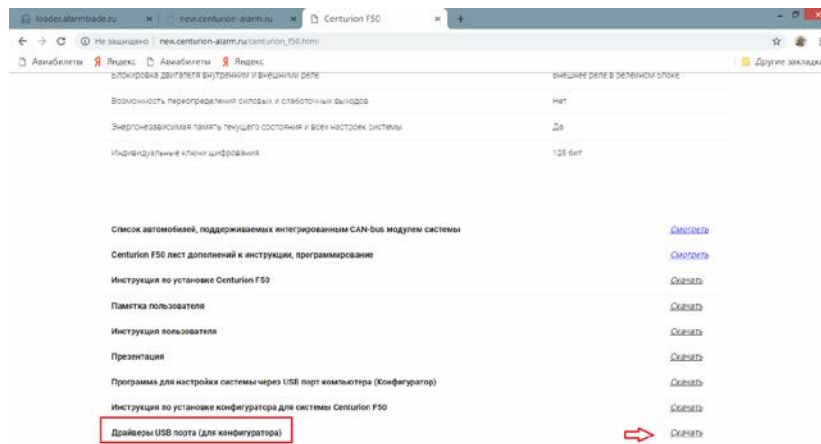 loader.alarmtrade.ru
new.centurion-alarm.ru
Centurion F50
Не защищено | new.centurion-alarm.ru/centurion_f50.html
Авиабилеты Яндекс Авиабилеты Яндекс Другие закладки
Блокировка двигателя внутренним и внешними реле внешнее реле в релейном блоке
Возможность переопределения силовых и слаботочных выходов Нет
Энергонезависимая память текущего состояния и всех настроек системы Да
Индивидуальные ключи шифрования 128 бит
Список автомобилей, поддерживаемых интегрированным CAN-bus модулем системы Смотреть
Centurion F50 лист дополнений к инструкции, программирование Смотреть
Инструкция по установке Centurion F50 Скачать
Памятка пользователя Скачать
Инструкция пользователя Скачать
Презентация Скачать
Программа для настройки системы через USB порт компьютера (Конфигуратор) Скачать
Инструкция по установке конфигуратора для системы Centurion F50 Скачать
Драйверы USB порта (для конфигуратора) Скачать